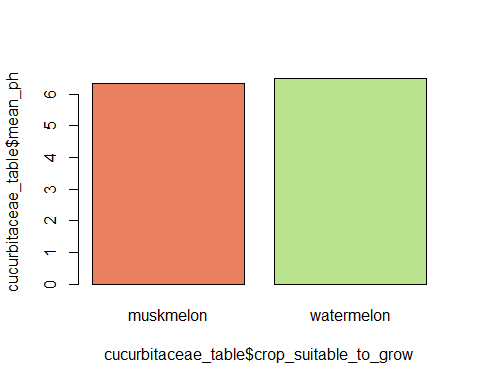 cucurbitaceae_table$mean_ph
6
5
4
3
2
1
0
muskmelon watermelon
cucurbitaceae_table$crop_suitable_to_grow